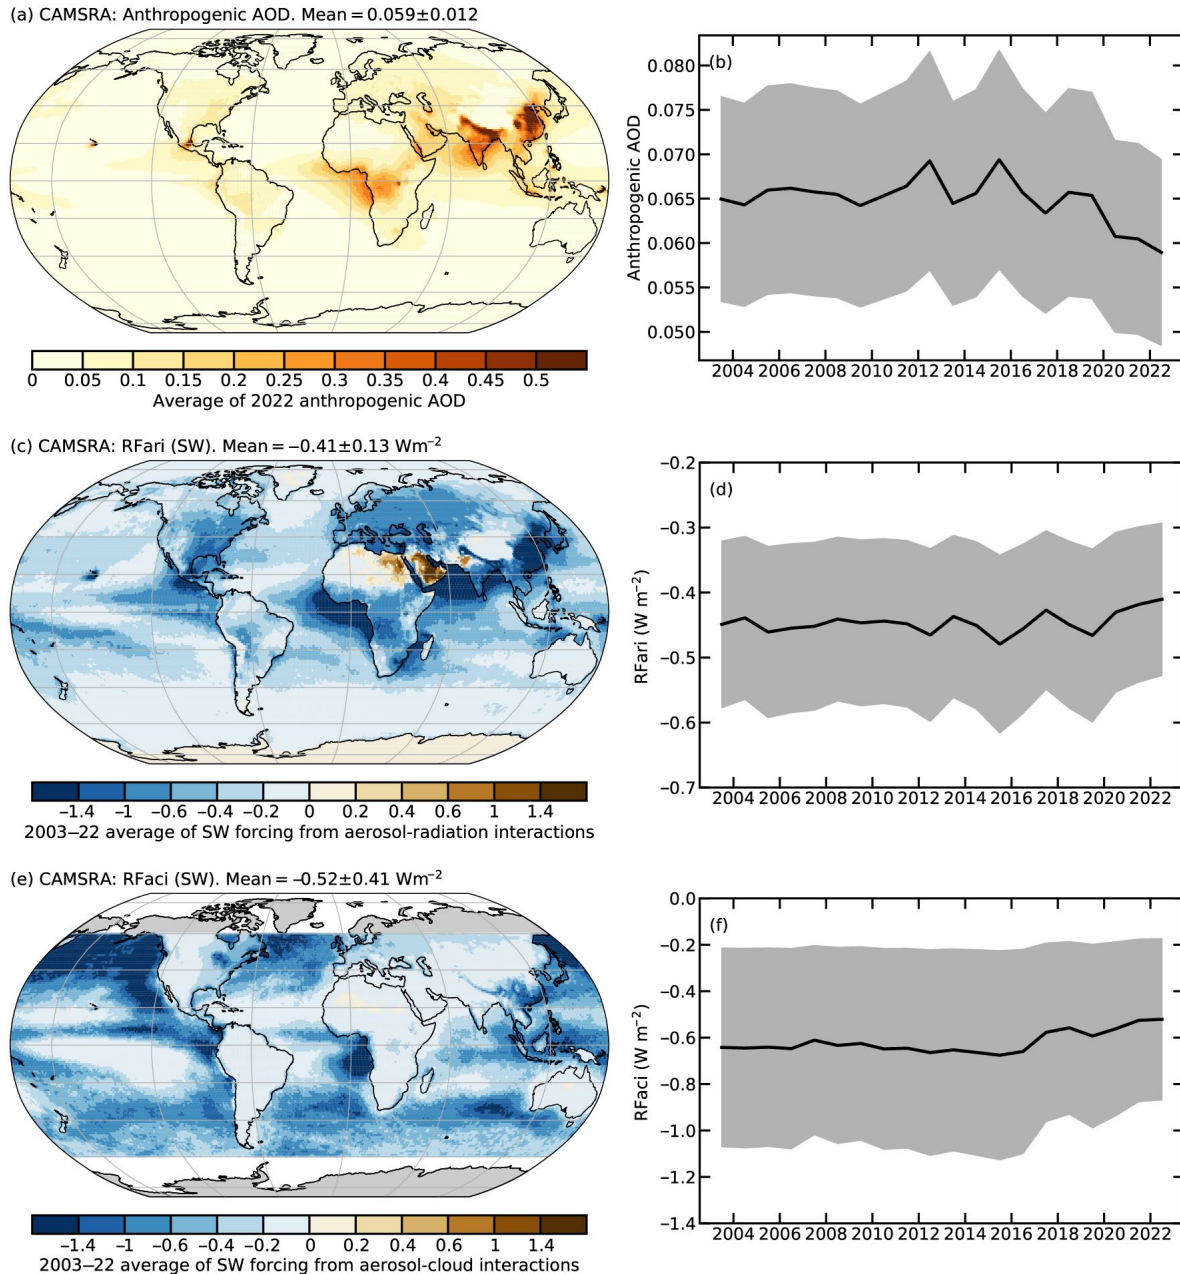 (a) CAMSRA: Anthropogenic AOD. Mean = 0.059±0.012
0 0.05 0.1 0.15 0.2 0.25 0.3 0.35 0.4 0.45 0.5
Average of 2022 anthropogenic AOD
(b)
Anthropogenic AOD
0.080
0.075
0.070
0.065
0.060
0.055
0.050
2004 2006 2008 2010 2012 2014 2016 2018 2020 2022
(c) CAMSRA: RFari (SW). Mean = −0.41±0.13 Wm⁻²
−1.4 −1 −0.6 −0.4 −0.2 0 0.2 0.4 0.6 1 1.4
2003–22 average of SW forcing from aerosol-radiation interactions
(d)
RFari (W m⁻²)
−0.2
−0.3
−0.4
−0.5
−0.6
−0.7
2004 2006 2008 2010 2012 2014 2016 2018 2020 2022
(e) CAMSRA: RFaci (SW). Mean = −0.52±0.41 Wm⁻²
−1.4 −1 −0.6 −0.4 −0.2 0 0.2 0.4 0.6 1 1.4
2003–22 average of SW forcing from aerosol-cloud interactions
(f)
RFaci (W m⁻²)
0.0
−0.2
−0.4
−0.6
−0.8
−1.0
−1.2
−1.4
2004 2006 2008 2010 2012 2014 2016 2018 2020 2022